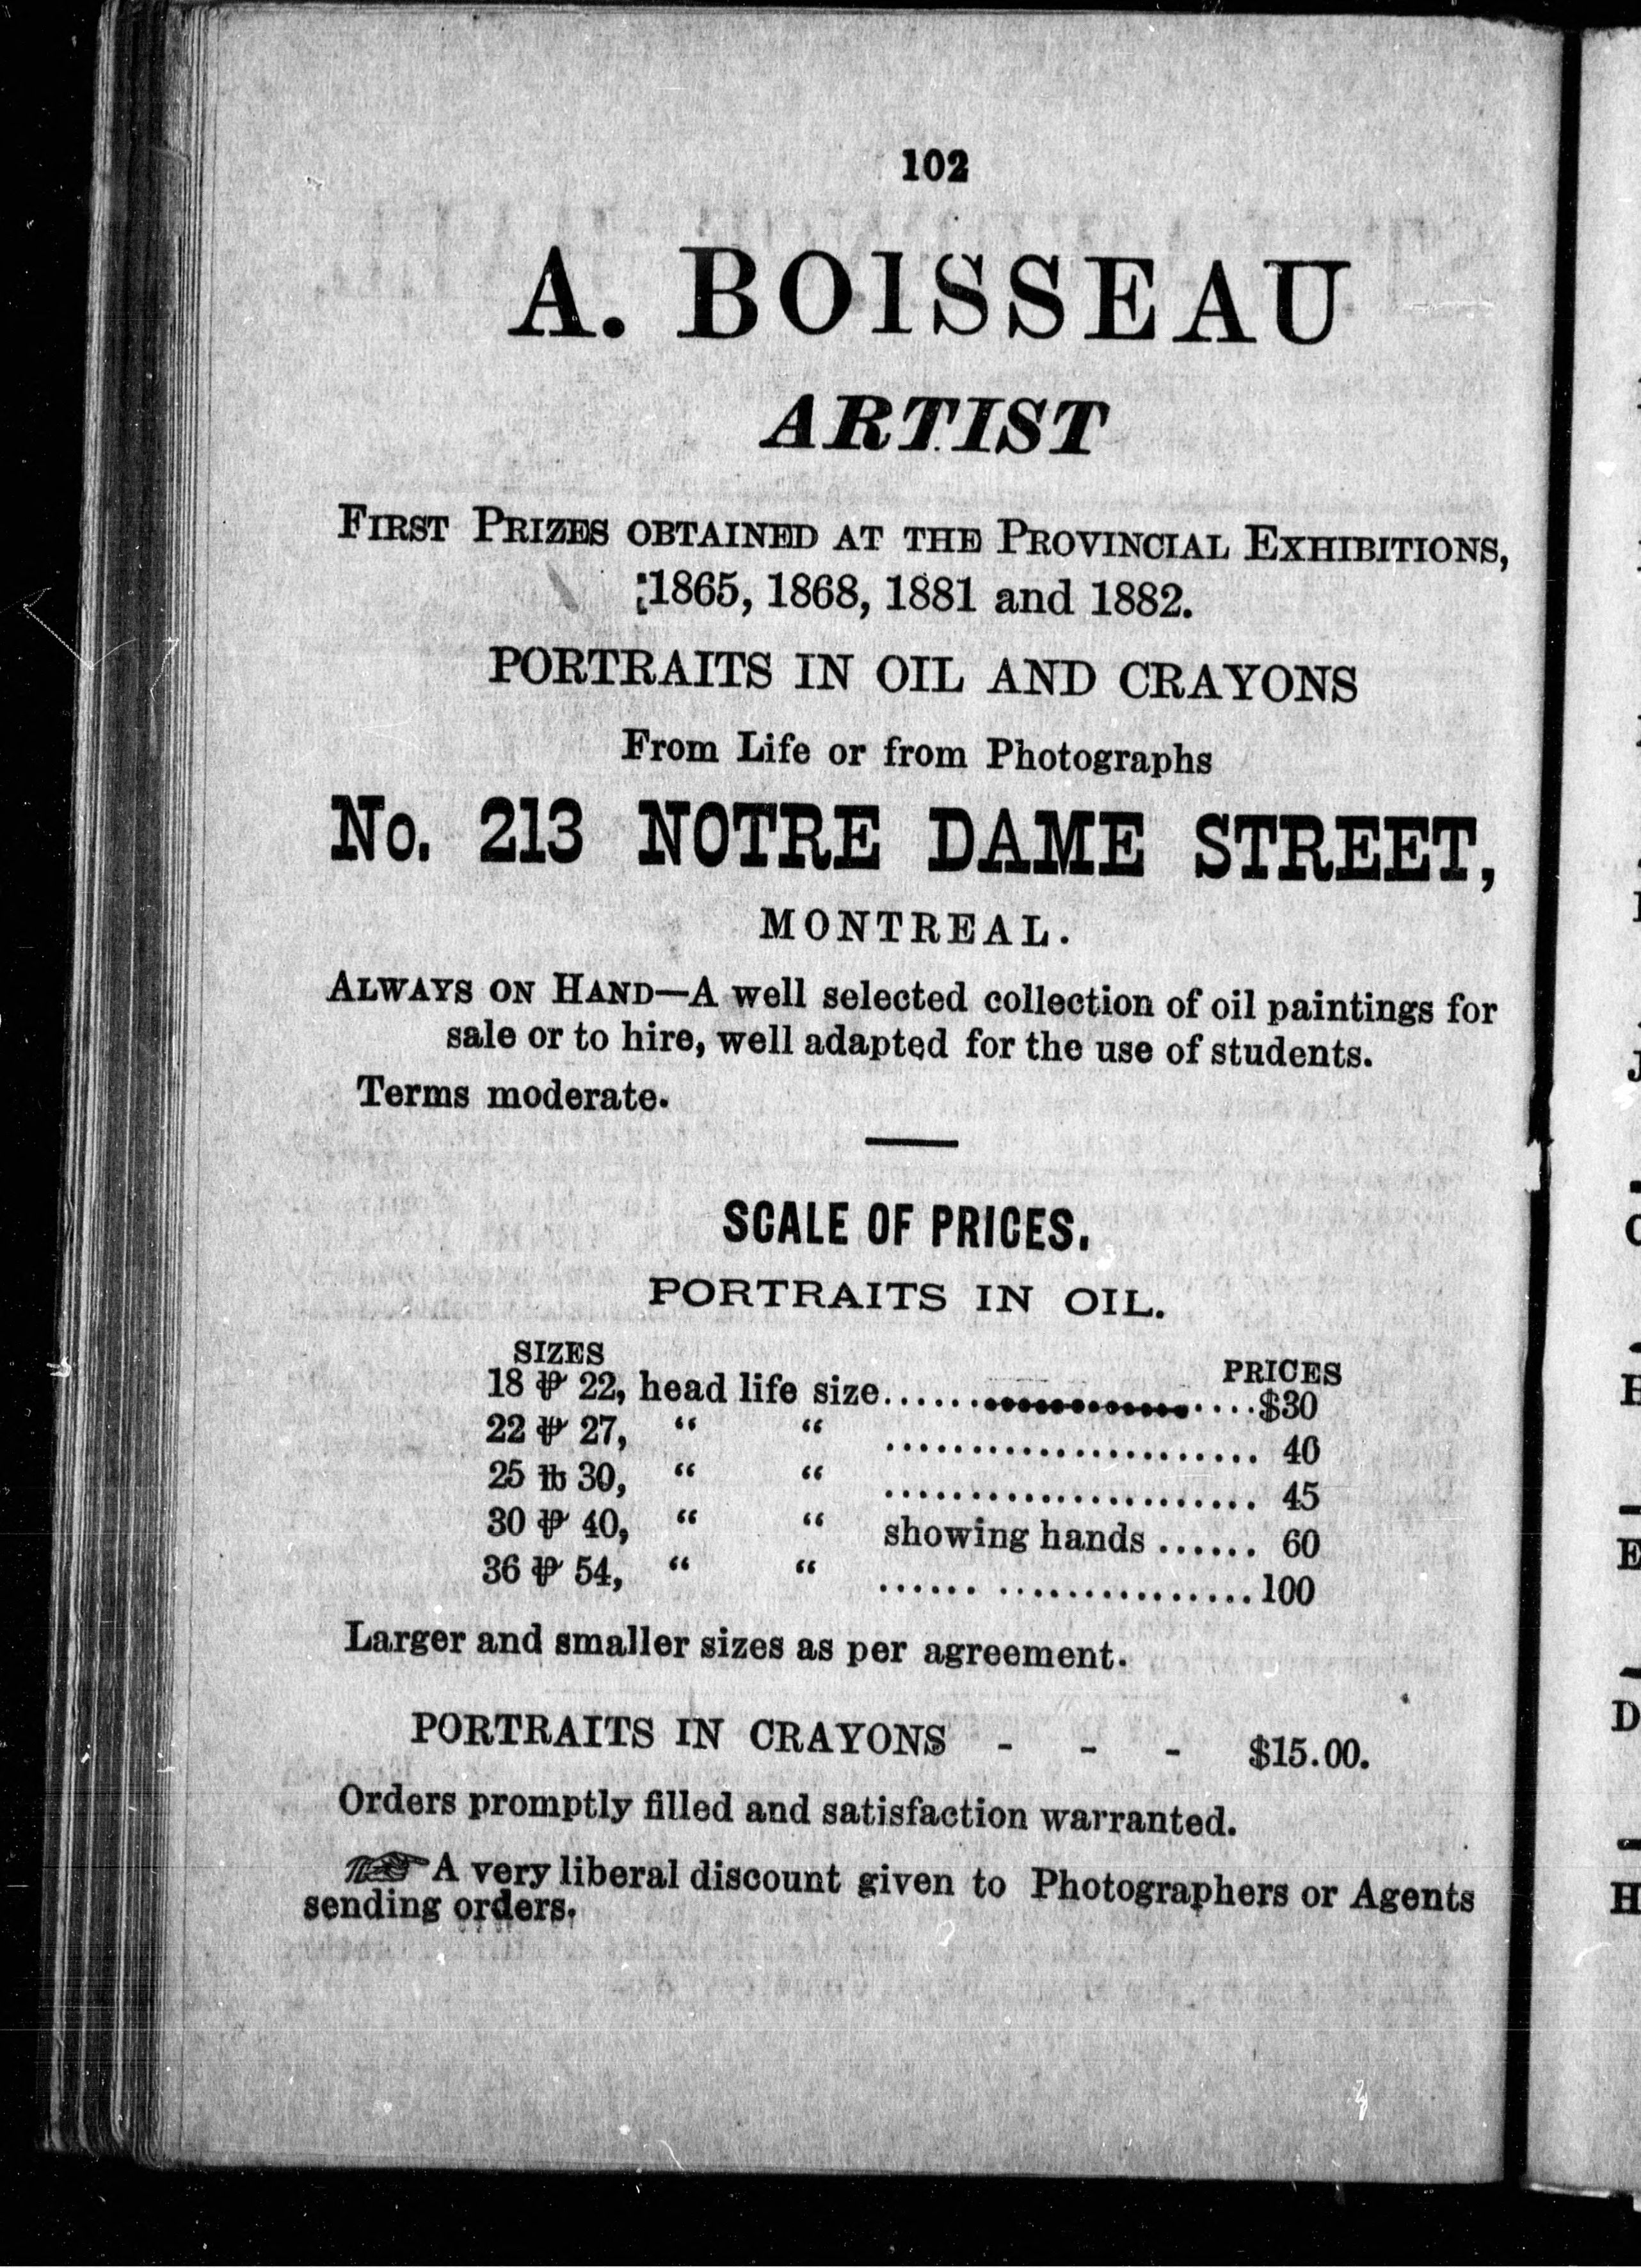 102
A. BOISSEAU
ARTIST
FIRST PRIZES OBTAINED AT THE PROVINCIAL EXHIBITIONS,
1865, 1868, 1881 and 1882.
PORTRAITS IN OIL AND CRAYONS
From Life or from Photographs
No. 213 NOTRE DAME STREET,
MONTREAL.
ALWAYS ON HAND—A well selected collection of oil paintings for
sale or to hire, well adapted for the use of students.
Terms moderate.
SCALE OF PRICES.
PORTRAITS IN OIL.
SIZES PRICES
18 ⅌ 22, head life size.......................$30
22 ⅌ 27, “ “ ...................... 40
25 ℔ 30, “ “ ...................... 45
30 ⅌ 40, “ “ showing hands ...... 60
36 ⅌ 54, “ “ ...... ...............100
Larger and smaller sizes as per agreement.
PORTRAITS IN CRAYONS - - - $15.00.
Orders promptly filled and satisfaction warranted.
☞ A very liberal discount given to Photographers or Agents
sending orders.